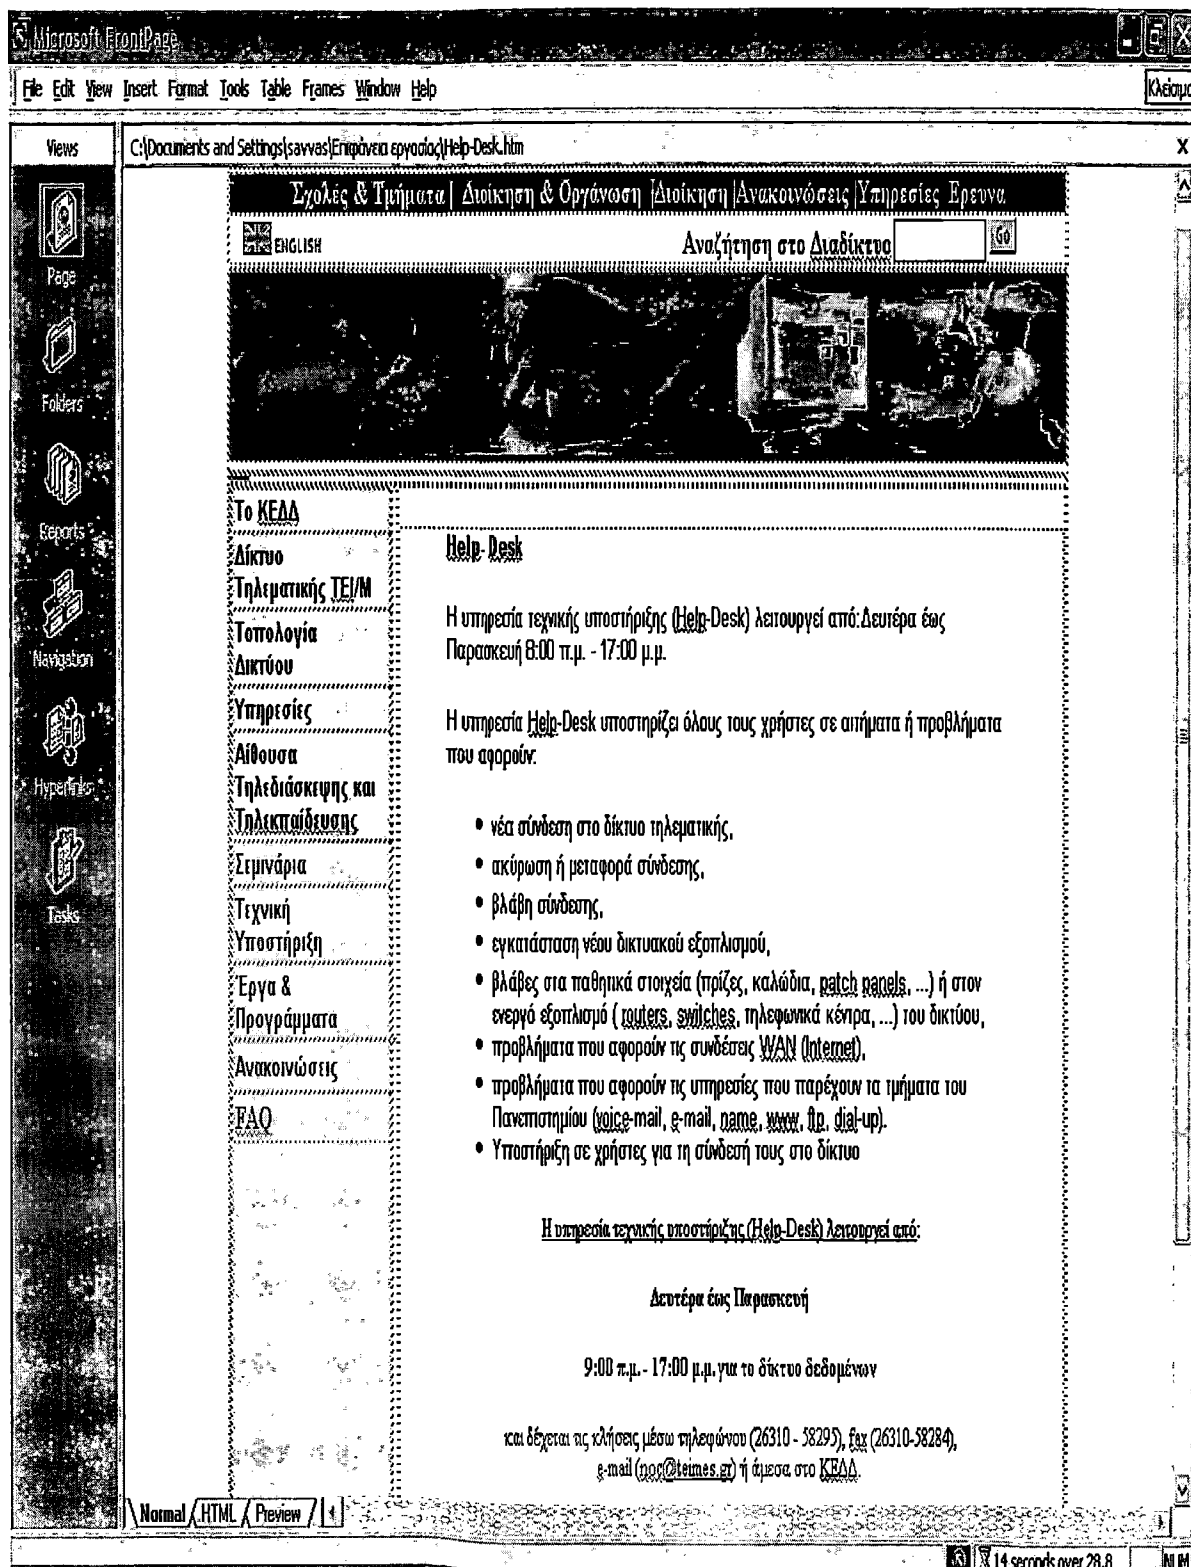 Microsoft FrontPage
File Edit View Insert Format Tools Table Frames Window Help
Κλείσιμο
Views
C:\Documents and Settings\savvas\Επιφάνεια εργασίας\Help-Desk.htm
X
Σχολές & Τμήματα| Διοίκηση & Οργάνωση |Διοίκηση |Ανακοινώσεις |Υπηρεσίες Ερευνα
ENGLISH
Αναζήτηση στο Διαδίκτυο
Go
Page
Folders
Reports
Navigation
Hyperlinks
Tasks
Το ΚΕΔΔ
Δίκτυο
Τηλεματικής ΤΕΙ/Μ
Τοπολογία
Δικτύου
Υπηρεσίες
Αίθουσα
Τηλεδιάσκεψης και
Τηλεκπαίδευσης
Σεμινάρια
Τεχνική
Υποστήριξη
Έργα &
Προγράμματα
Ανακοινώσεις
FAQ
Help-Desk
Η υπηρεσία τεχνικής υποστήριξης (Help-Desk) λειτουργεί από:Δευτέρα έως
Παρασκευή 8:00 π.μ. - 17:00 μ.μ.
Η υπηρεσία Help-Desk υποστηρίζει όλους τους χρήστες σε αιτήματα ή προβλήματα
που αφορούν:
• νέα σύνδεση στο δίκτυο τηλεματικής,
• ακύρωση ή μεταφορά σύνδεσης,
• βλάβη σύνδεσης,
• εγκατάσταση νέου δικτυακού εξοπλισμού,
• βλάβες στα παθητικά στοιχεία (πρίζες, καλώδια, patch panels, ...) ή στον
ενεργό εξοπλισμό ( routers, switches, τηλεφωνικά κέντρα, ...) του δικτύου,
• προβλήματα που αφορούν τις συνδέσεις WAN (Internet),
• προβλήματα που αφορούν τις υπηρεσίες που παρέχουν τα τμήματα του
Πανεπιστημίου (voice-mail, e-mail, name, www, ftp, dial-up).
• Υποστήριξη σε χρήστες για τη σύνδεσή τους στο δίκτυο
Η υπηρεσία τεχνικής υποστήριξης (Help-Desk) λειτουργεί από:
Δευτέρα έως Παρασκευή
9:00 π.μ. - 17:00 μ.μ. για το δίκτυο δεδομένων
και δέχεται τις κλήσεις μέσω τηλεφώνου (26310 - 58295), fax (26310-58284),
e-mail (noc@teimes.gr) ή άμεσα στο ΚΕΔΔ.
Normal HTML Preview
14 seconds over 28.8
NUM